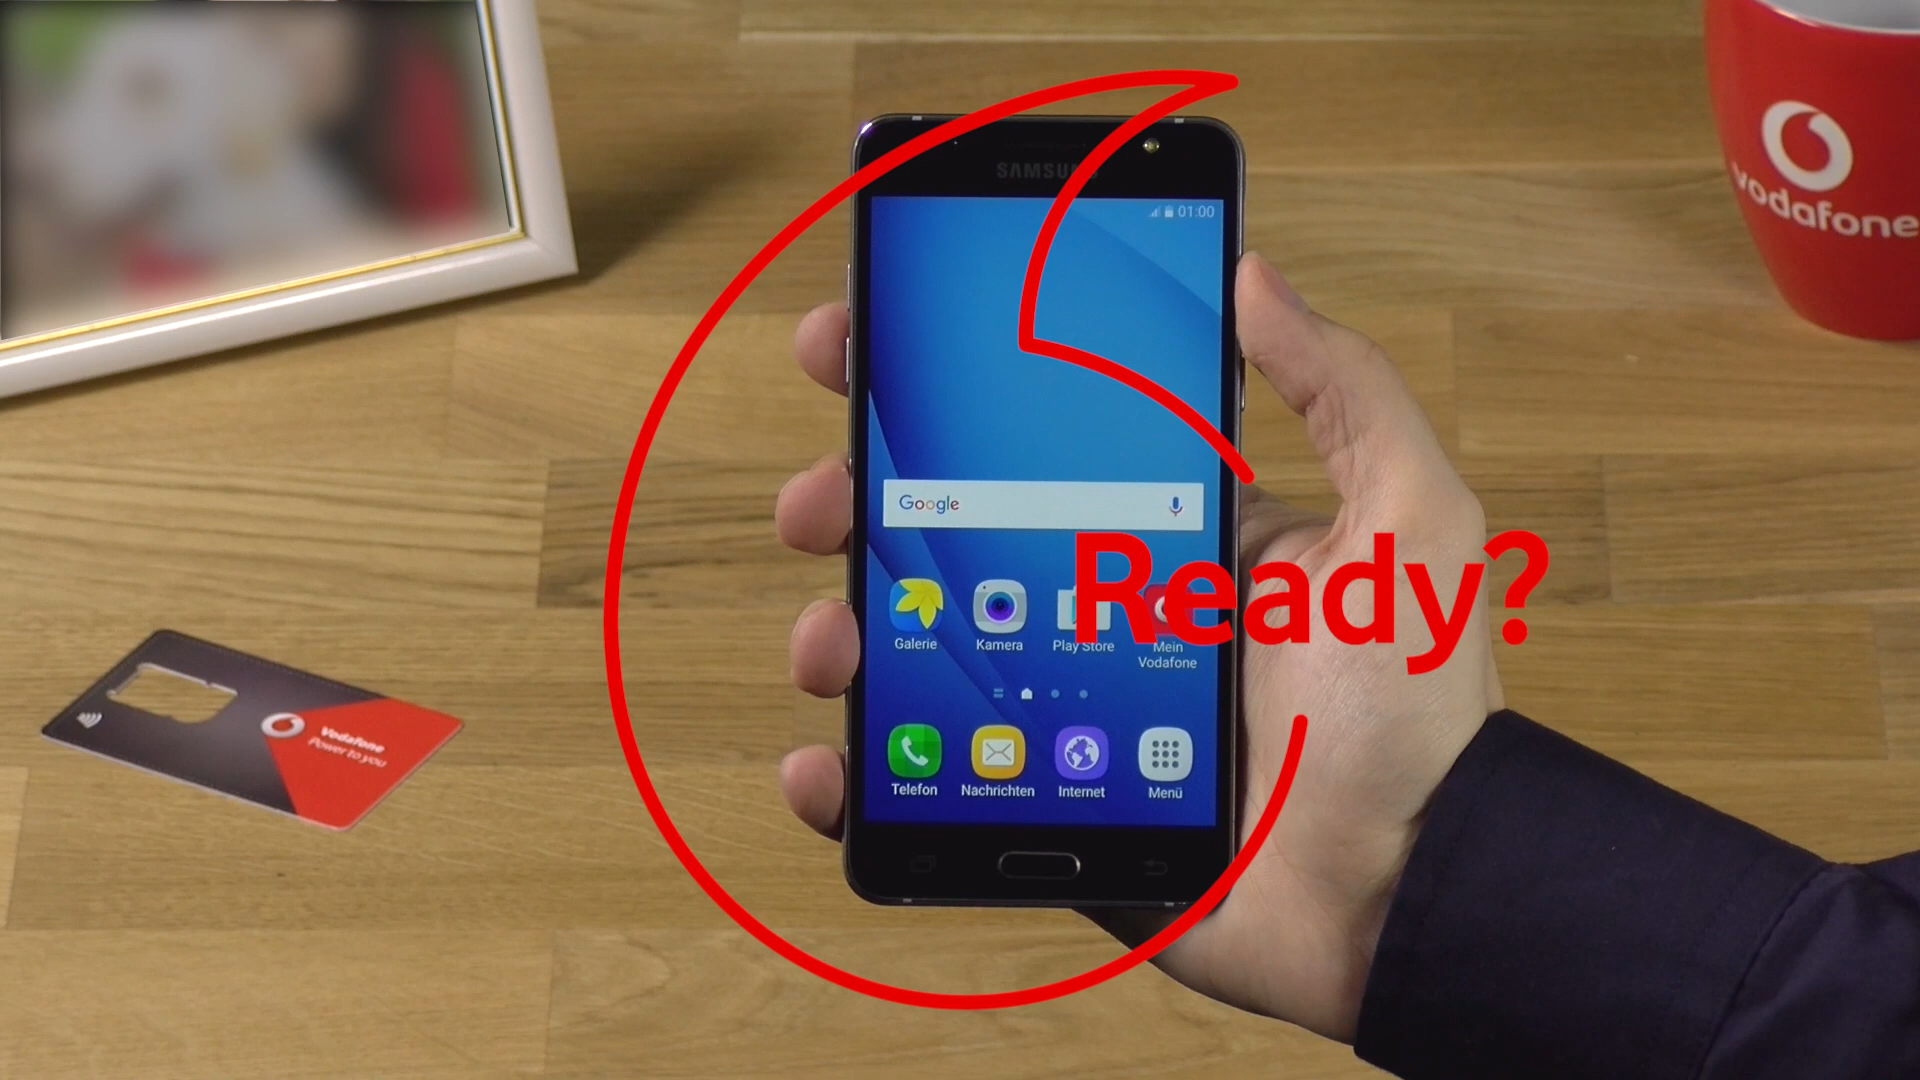 SAMSUNG
01:00
vodafone
Google
Ready?
Galerie
Kamera
Play Store
Mein
Vodafone
Vodafone
Power to you
Telefon
Nachrichten
Internet
Menü